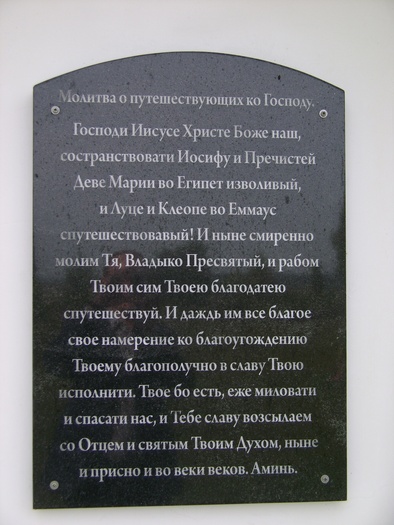 Молитва о путешествующих ко Господу.
Господи Иисусе Христе Боже наш,
состранствовати Иосифу и Пречистей
Деве Марии во Египет изволивый,
и Луце и Клеопе во Еммаус
спутешествовавый! И ныне смиренно
молим Тя, Владыко Пресвятый, и рабом
Твоим сим Твоею благодатею
спутешествуй. И даждь им все благое
свое намерение ко благоугождению
Твоему благополучно в славу Твою
исполнити. Твое бо есть, еже миловати
и спасати нас, и Тебе славу возсылаем
со Отцем и святым Твоим Духом, ныне
и присно и во веки веков. Аминь.